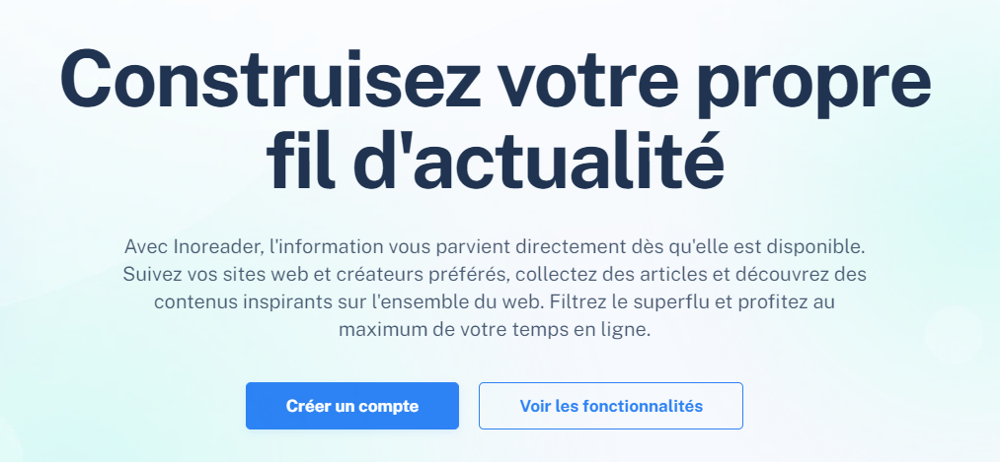 Construisez votre propre
fil d'actualité
Avec Inoreader, l'information vous parvient directement dès qu'elle est disponible.
Suivez vos sites web et créateurs préférés, collectez des articles et découvrez des
contenus inspirants sur l'ensemble du web. Filtrez le superflu et profitez au
maximum de votre temps en ligne.
Créer un compte
Voir les fonctionnalités